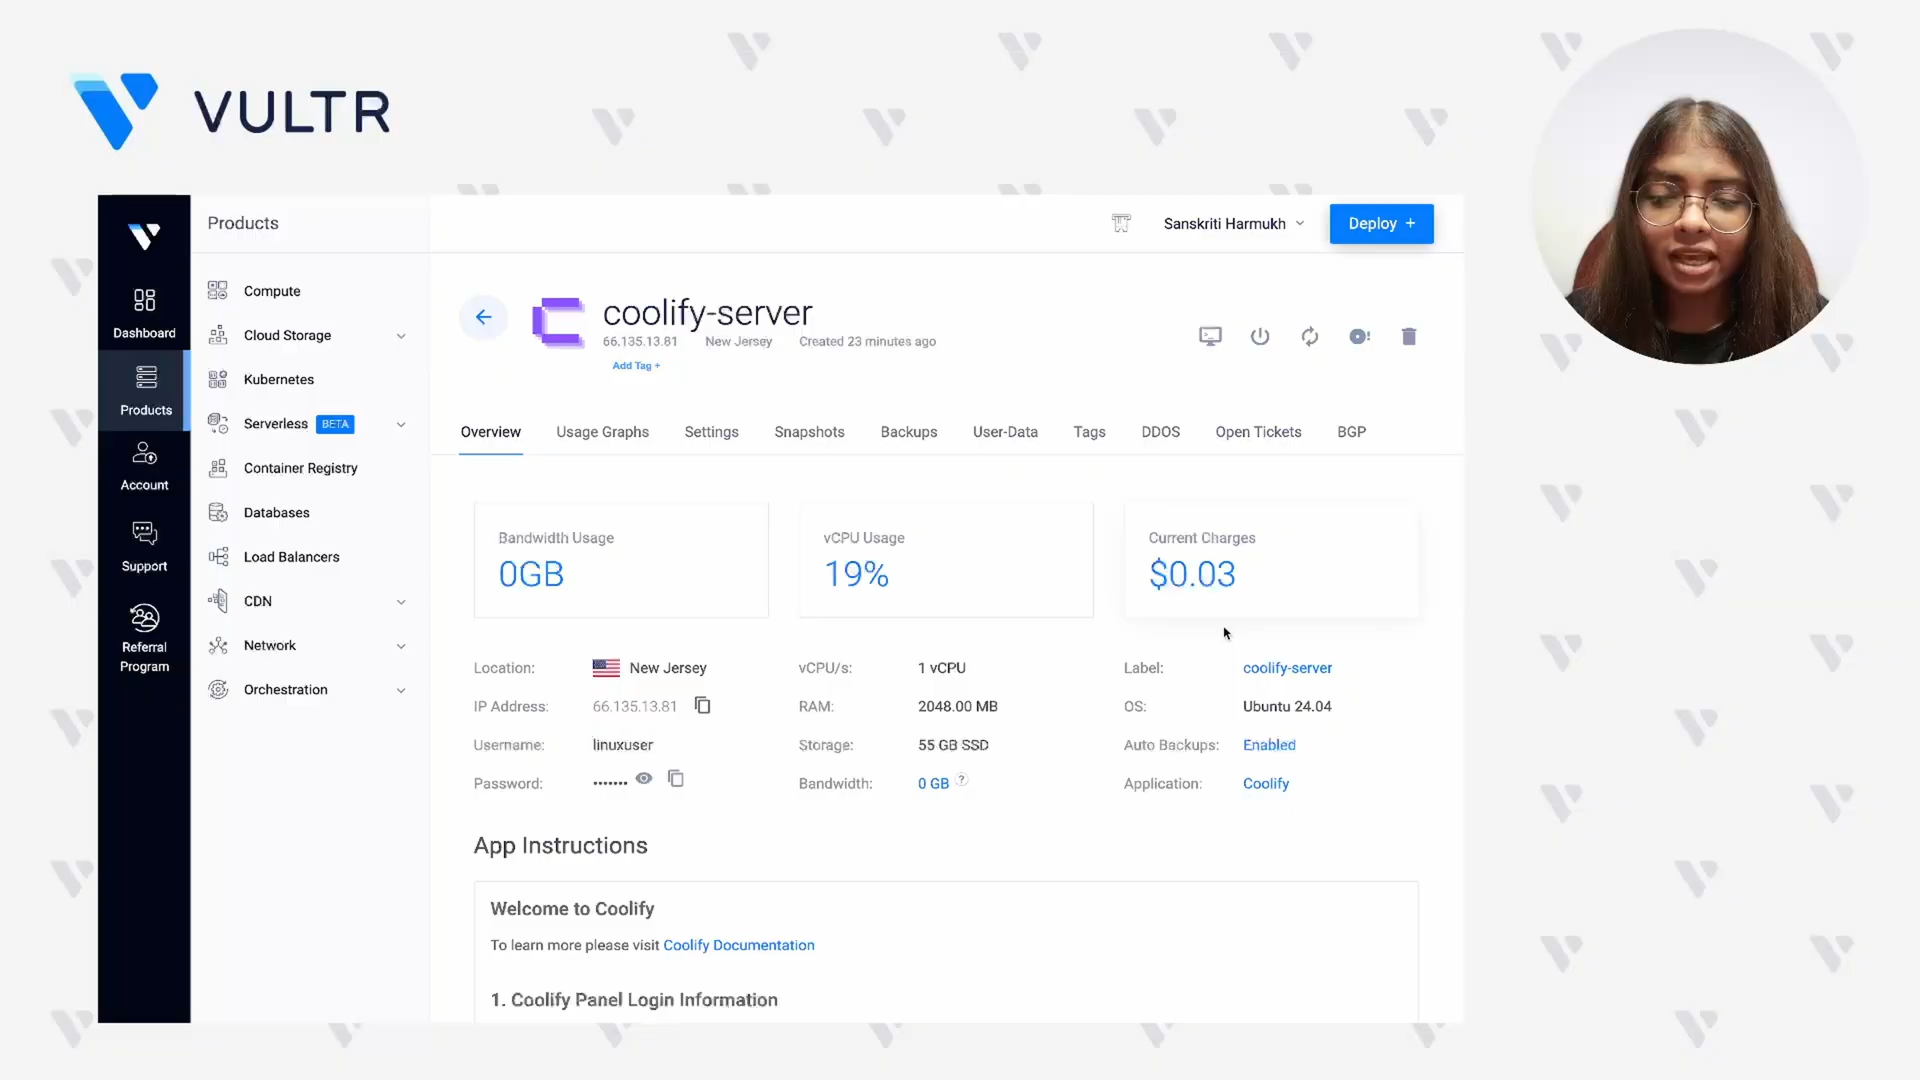 VULTR
Products
Sanskriti Harmukh
Deploy +
Dashboard
Products
Account
Support
Referral
Program
Compute
Cloud Storage
Kubernetes
Serverless BETA
Container Registry
Databases
Load Balancers
CDN
Network
Orchestration
coolify-server
66.135.13.81 New Jersey Created 23 minutes ago
Add Tag +
Overview Usage Graphs Settings Snapshots Backups User-Data Tags DDOS Open Tickets BGP
Bandwidth Usage
0GB
vCPU Usage
19%
Current Charges
$0.03
Location: New Jersey
IP Address: 66.135.13.81
Username: linuxuser
Password: •••••••
vCPU/s: 1 vCPU
RAM: 2048.00 MB
Storage: 55 GB SSD
Bandwidth: 0 GB ?
Label: coolify-server
OS: Ubuntu 24.04
Auto Backups: Enabled
Application: Coolify
App Instructions
Welcome to Coolify
To learn more please visit Coolify Documentation
1. Coolify Panel Login Information